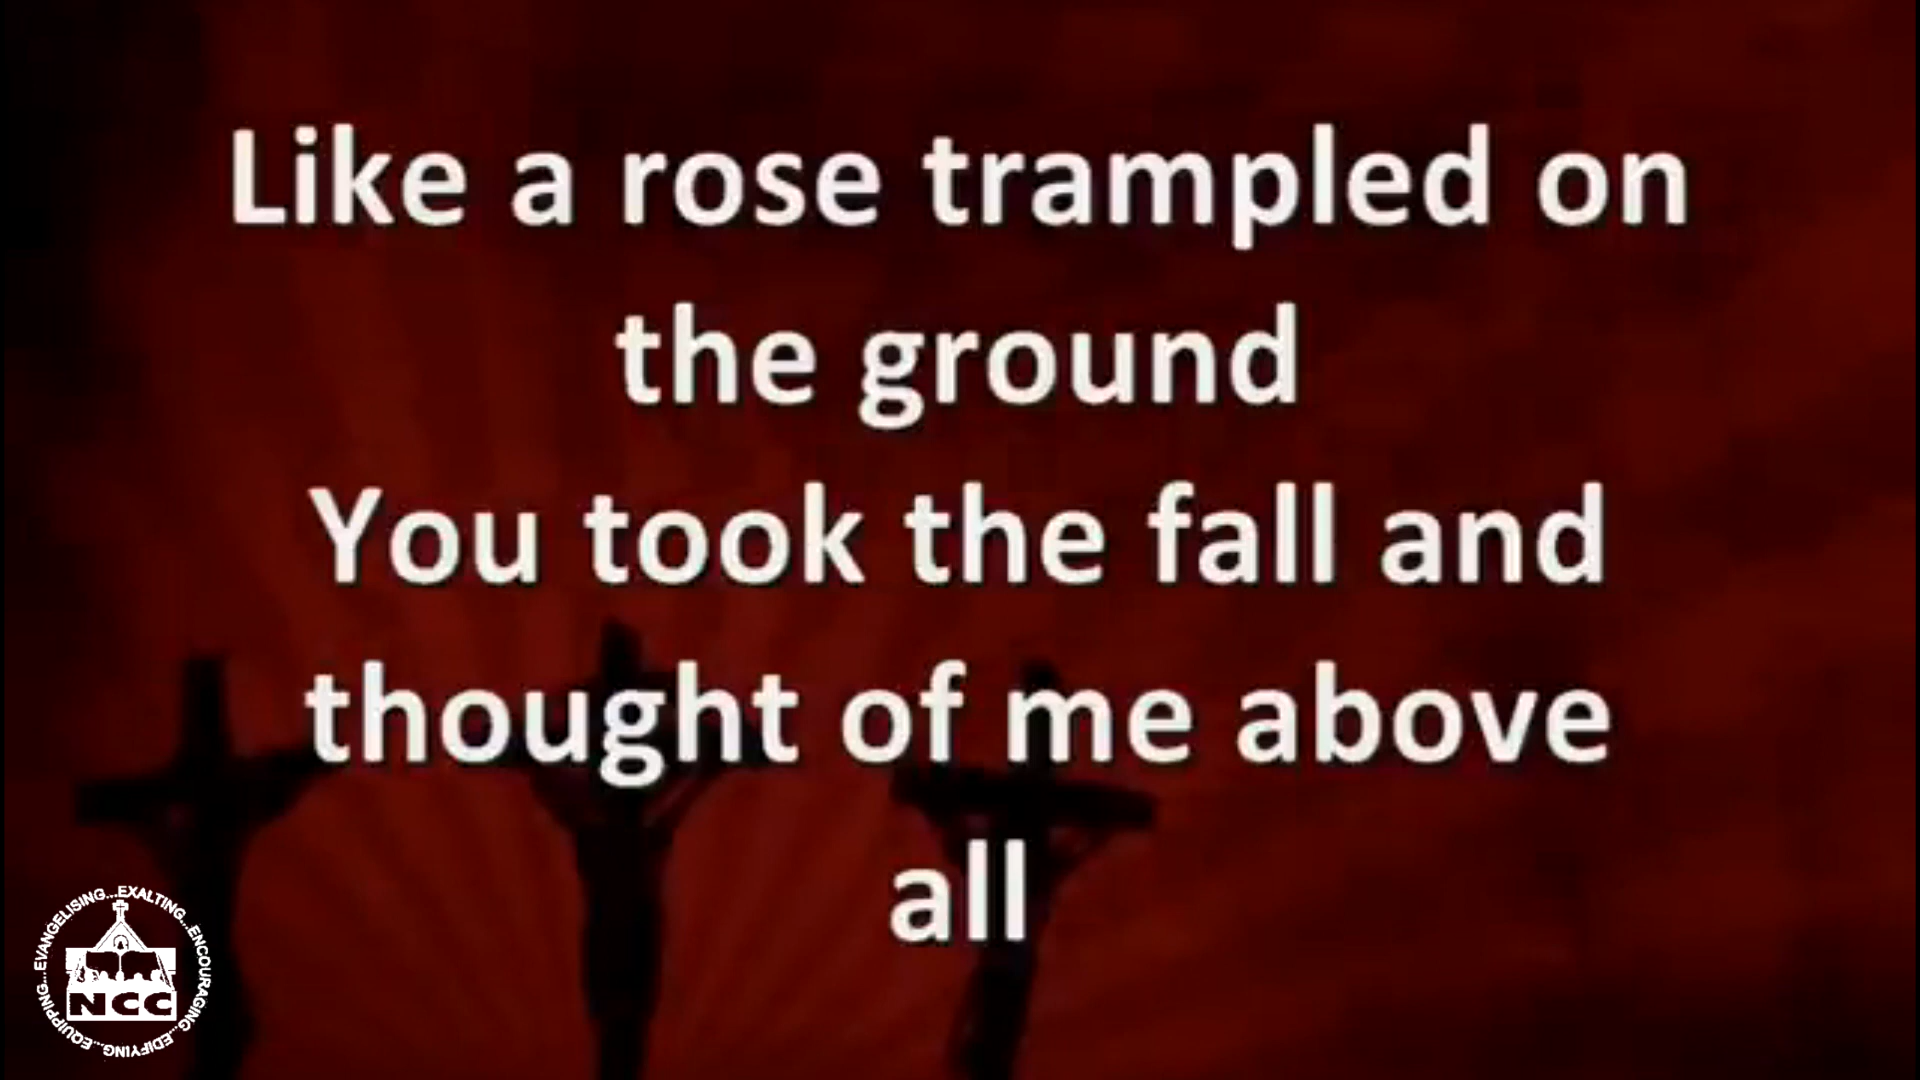 Like a rose trampled on
the ground
You took the fall and
thought of me above
all
EVANGELISING...EXALTING...ENCOURAGING...EDIFYING...EQUIPPING...
NCC